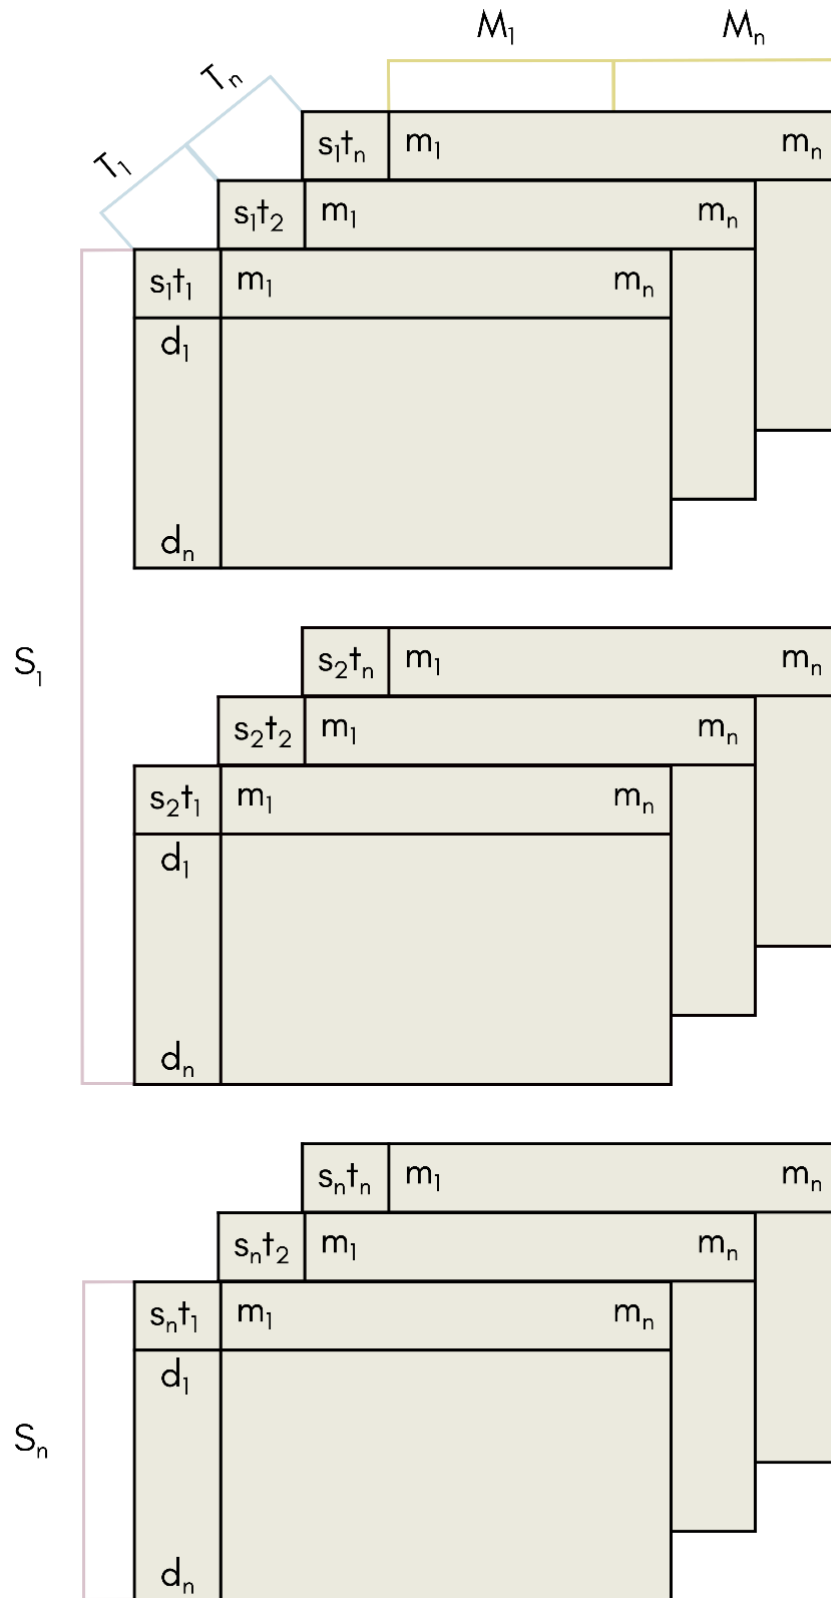 M₁ Mₙ
Tₙ
T₁
s₁tₙ m₁ mₙ
s₁t₂ m₁ mₙ
s₁t₁ m₁ mₙ
d₁
dₙ
S₁
s₂tₙ m₁ mₙ
s₂t₂ m₁ mₙ
s₂t₁ m₁ mₙ
d₁
dₙ
sₙtₙ m₁ mₙ
sₙt₂ m₁ mₙ
sₙt₁ m₁ mₙ
d₁
Sₙ
dₙ